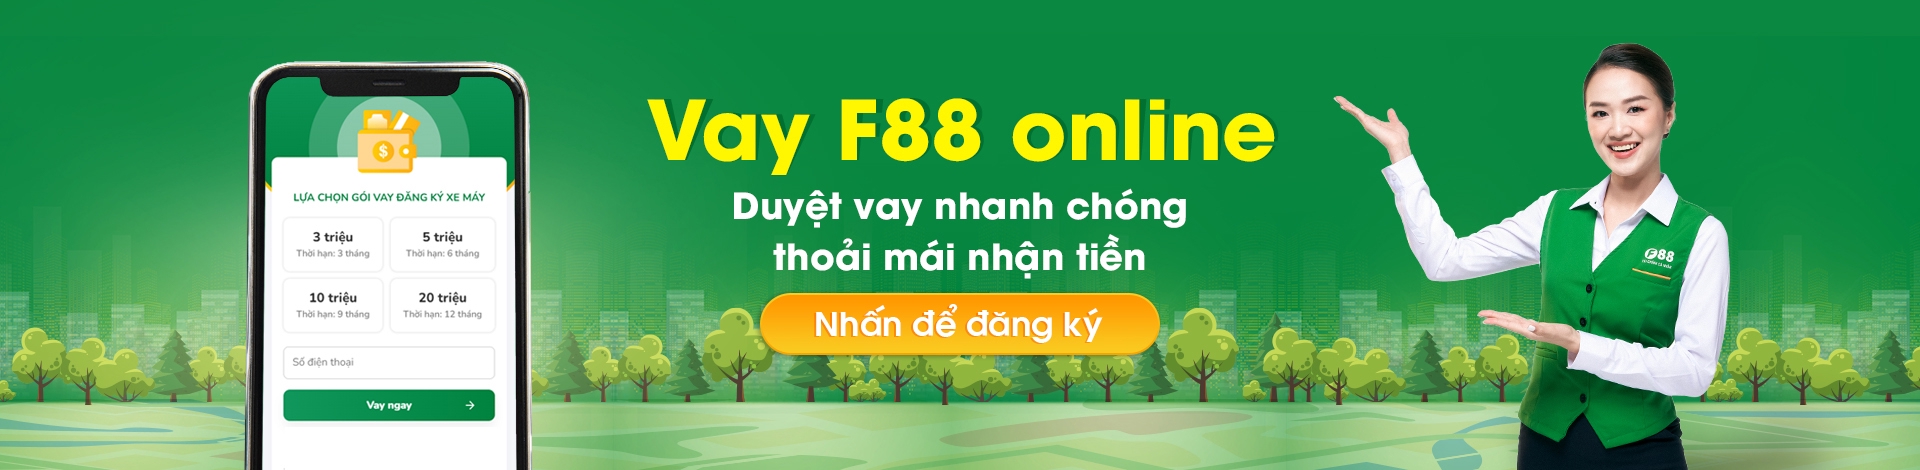 LỰA CHỌN GÓI VAY ĐĂNG KÝ XE MÁY
3 triệu
Thời hạn: 3 tháng
5 triệu
Thời hạn: 6 tháng
10 triệu
Thời hạn: 9 tháng
20 triệu
Thời hạn: 12 tháng
Số điện thoại
Vay ngay →
Vay F88 online
Duyệt vay nhanh chóng
thoải mái nhận tiền
Nhấn để đăng ký
F88